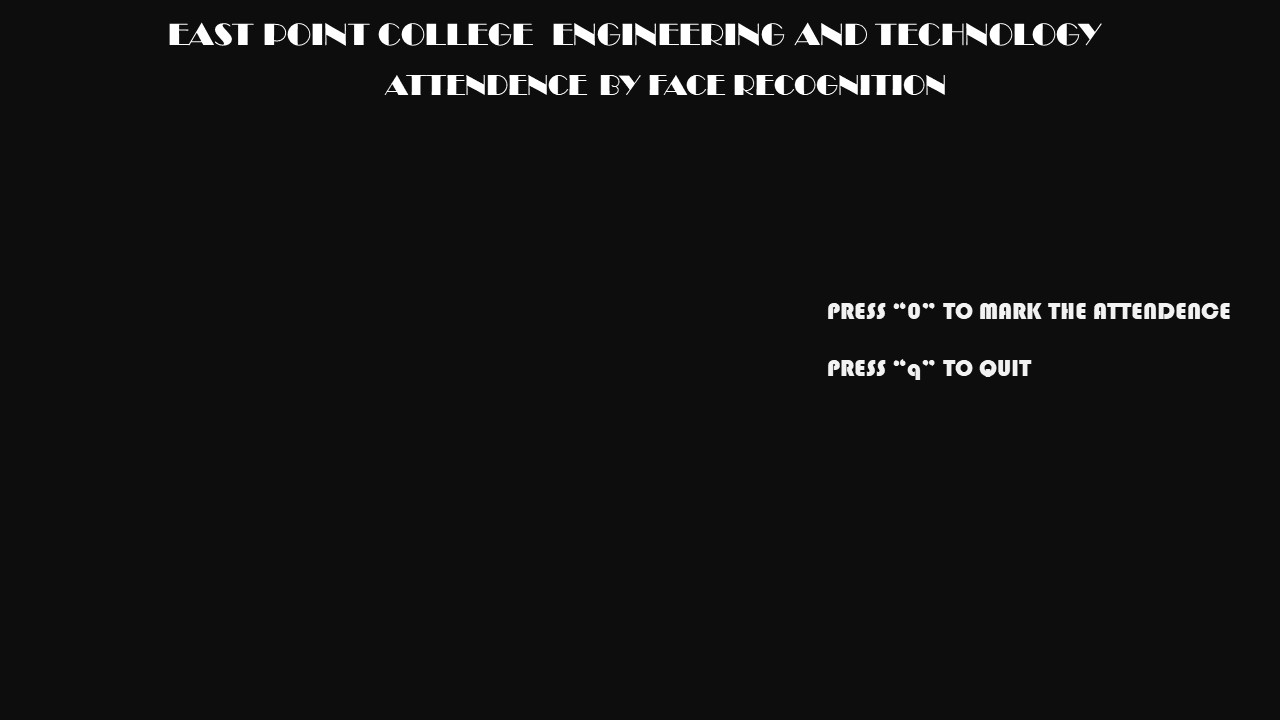 EAST POINT COLLEGE ENGINEERING AND TECHNOLOGY
ATTENDENCE BY FACE RECOGNITION
PRESS “0” TO MARK THE ATTENDENCE
PRESS “q” TO QUIT